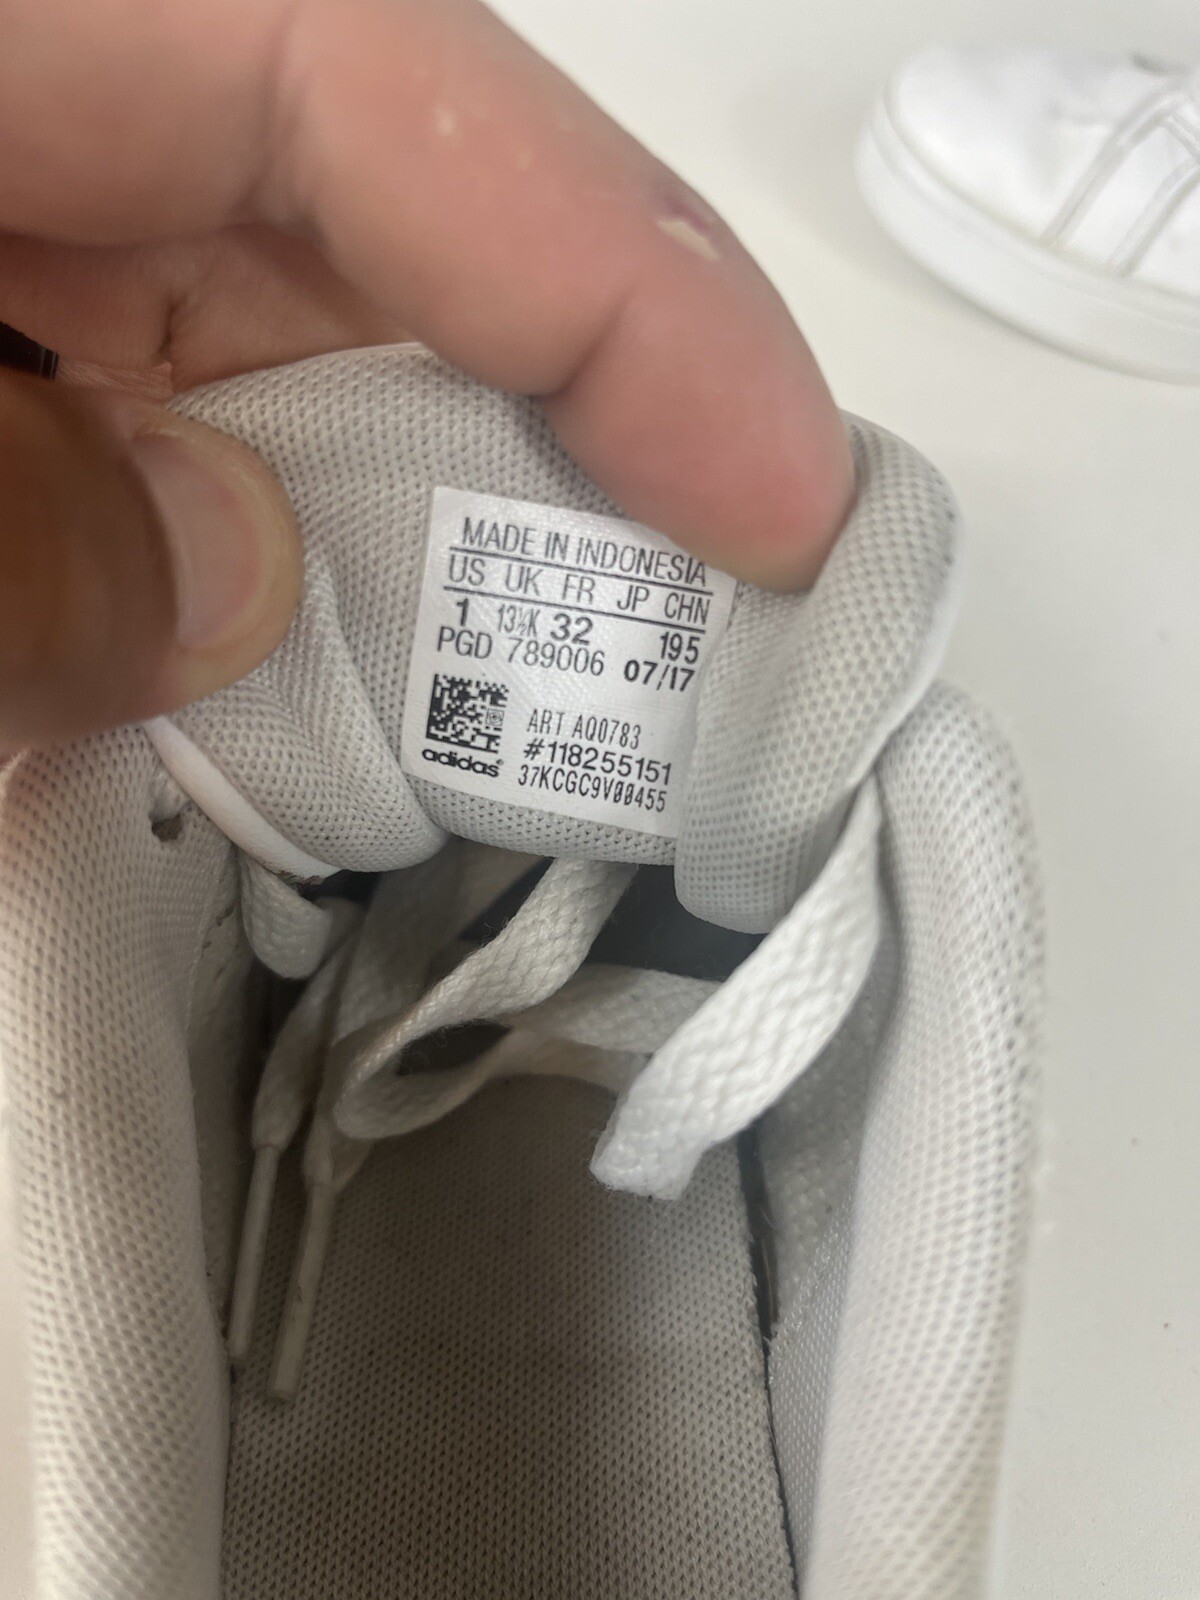 MADE IN INDONESIA
US UK FR JP CHN
1 13½K 32 195
PGD 789006 07/17
ART AQ0783
#118255151
adidas®
37KCGC9V00455